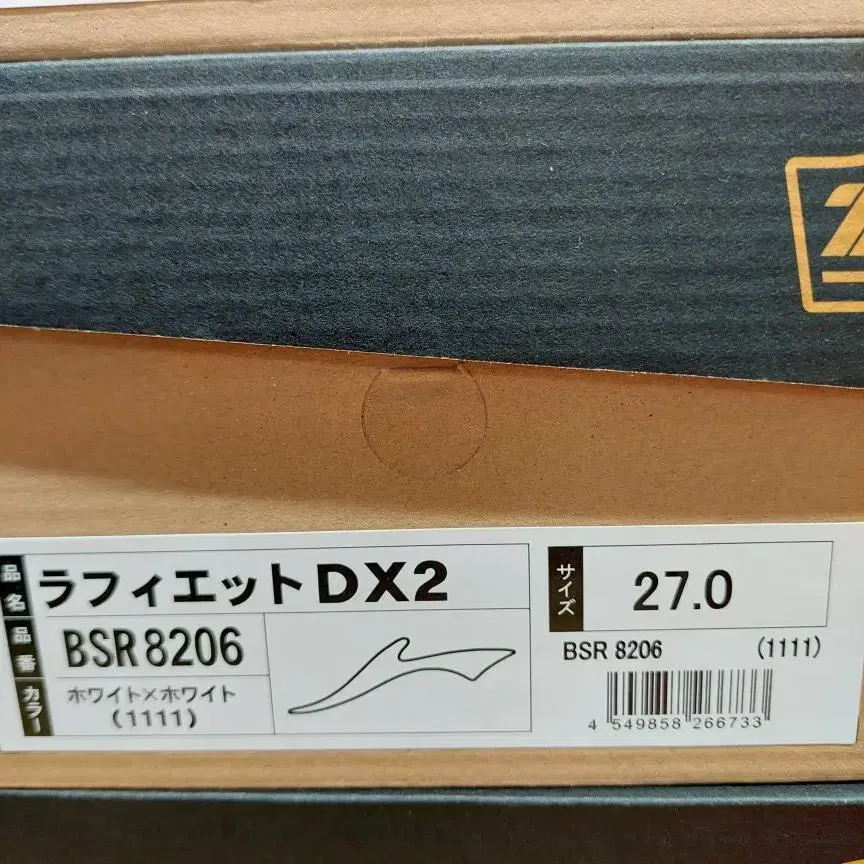 品名
ラフィエットDX2
品番
BSR8206
カラー
ホワイト×ホワイト
(1111)
サイズ
27.0
BSR 8206 (1111)
4 549858 266733